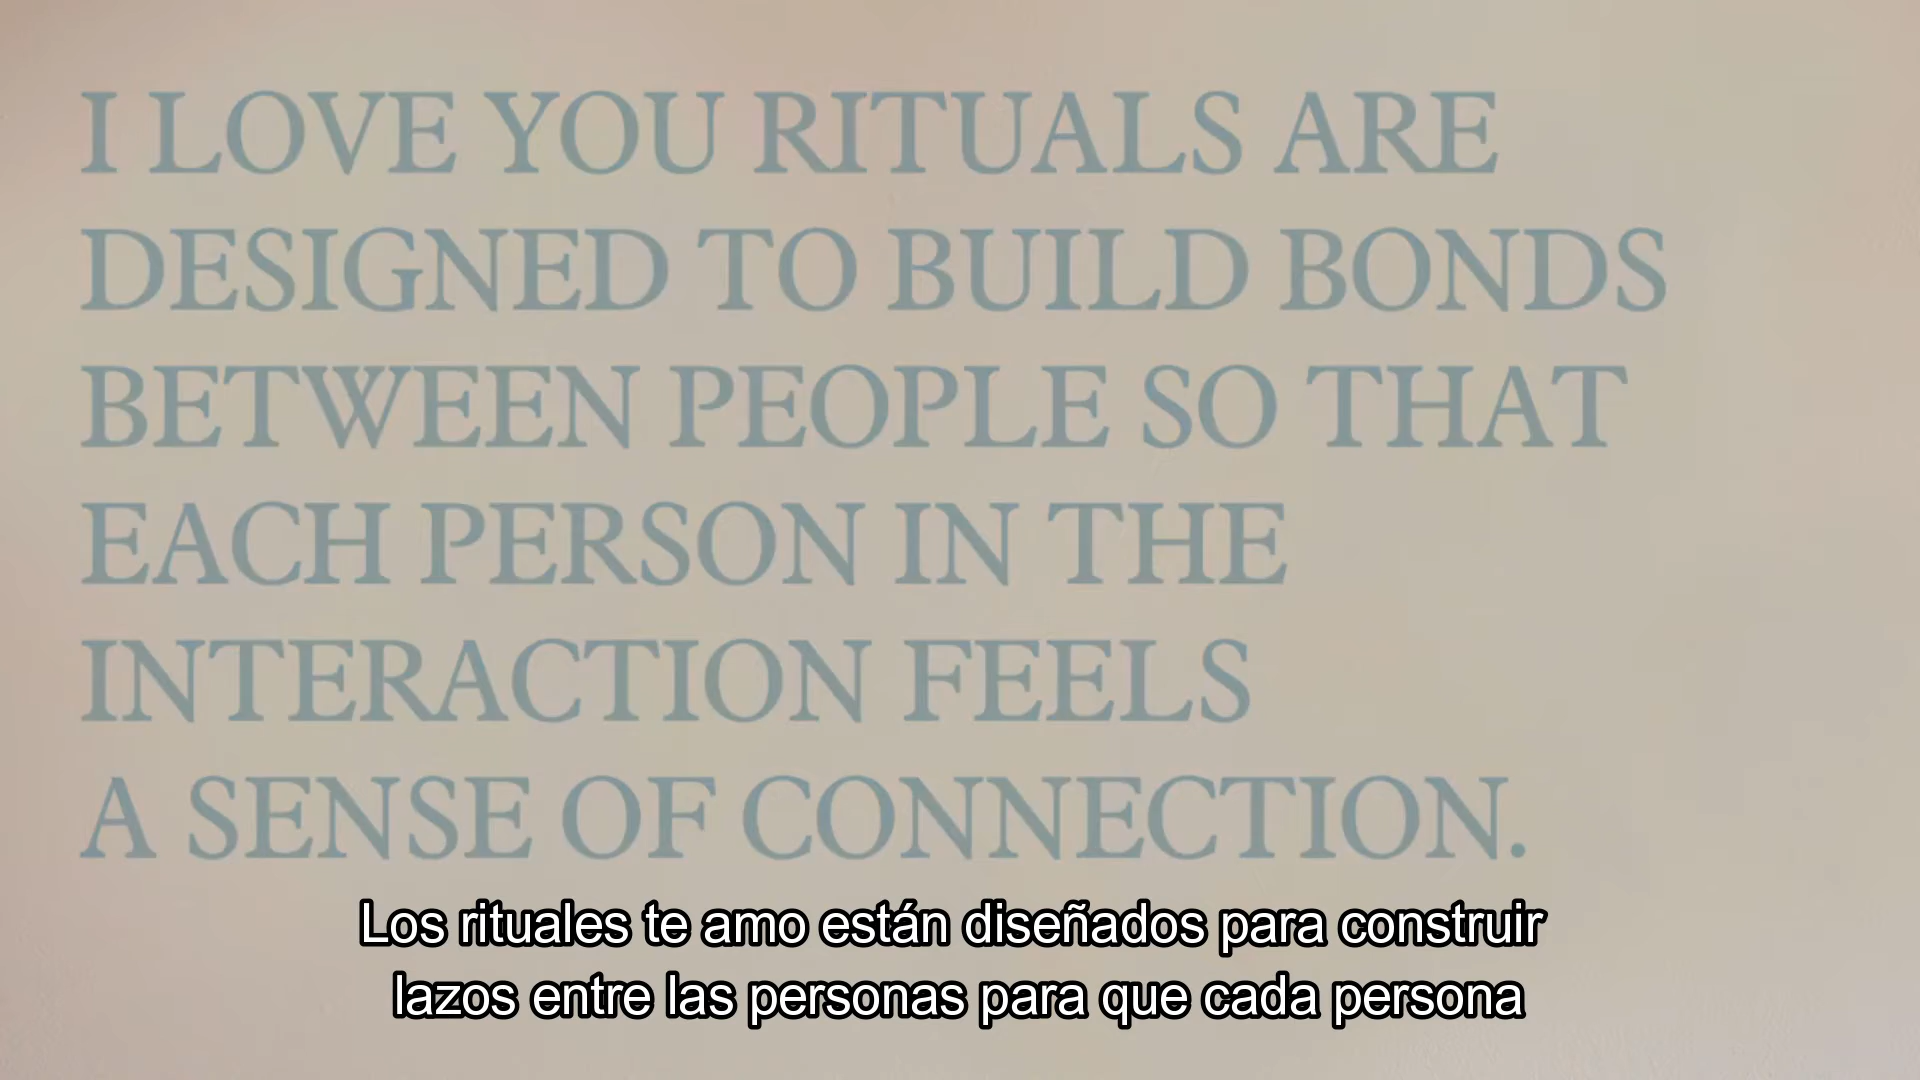 I LOVE YOU RITUALS ARE
DESIGNED TO BUILD BONDS
BETWEEN PEOPLE SO THAT
EACH PERSON IN THE
INTERACTION FEELS
A SENSE OF CONNECTION.
Los rituales te amo están diseñados para construir
lazos entre las personas para que cada persona